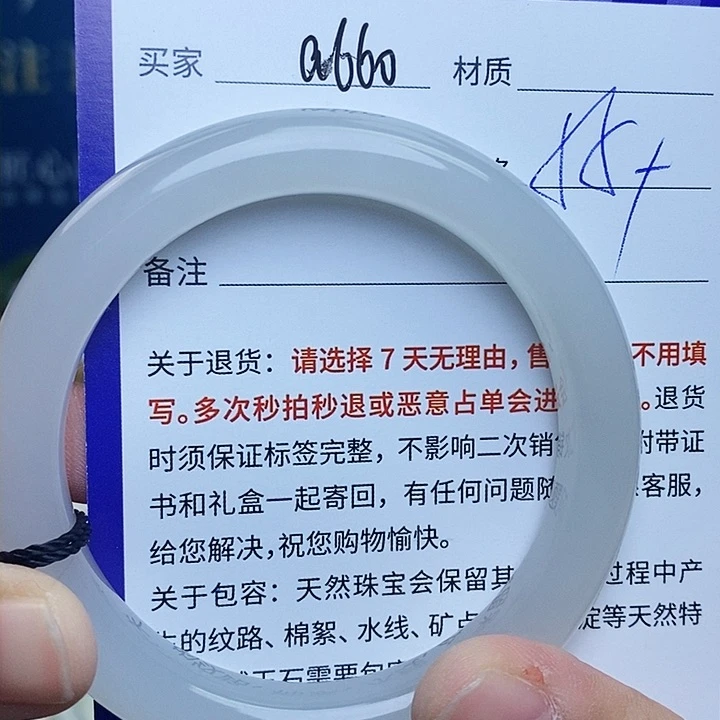 买家 a660 材质
备注
关于退货：请选择 7 天无理由，售 不用填
写。多次秒拍秒退或恶意占单会进 。退货
时须保证标签完整，不影响二次销 附带证
书和礼盒一起寄回，有任何问题随 客服，
给您解决，祝您购物愉快。
关于包容：天然珠宝会保留其 过程中产
生的纹路、棉絮、水线、矿点 淀等天然特